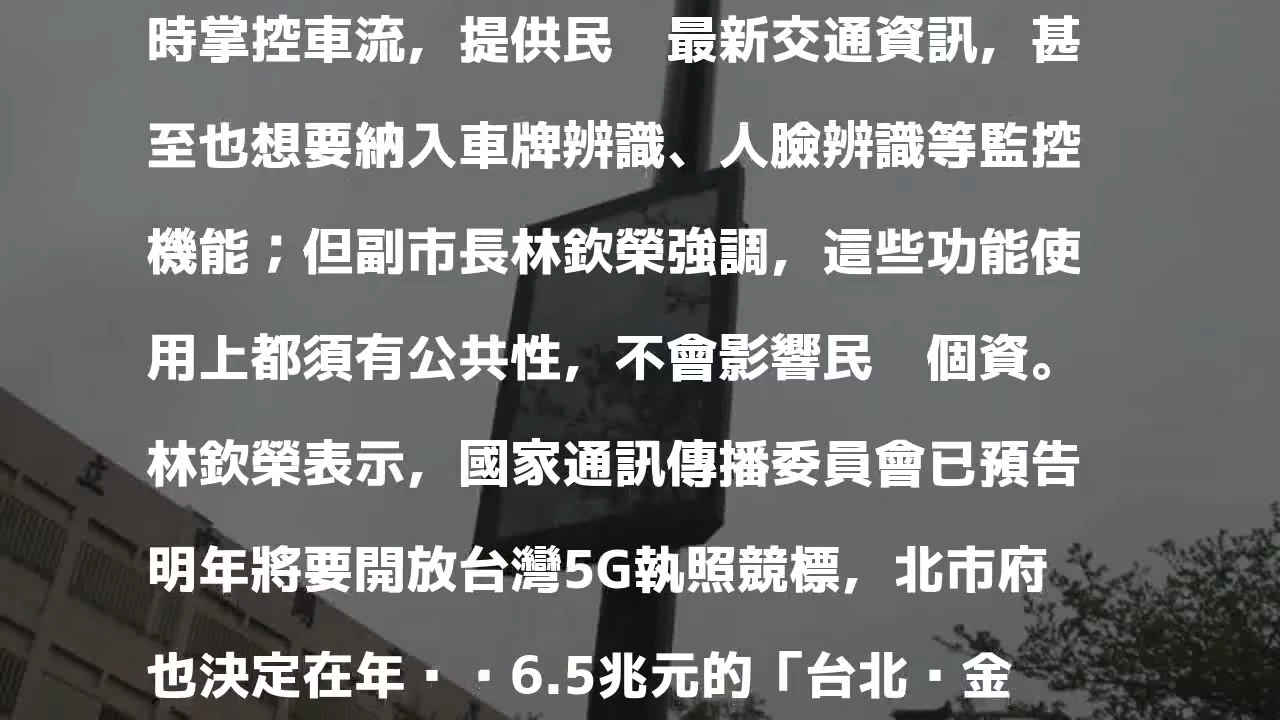 時掌控車流，提供民　最新交通資訊，甚
至也想要納入車牌辨識、人臉辨識等監控
機能；但副市長林欽榮強調，這些功能使
用上都須有公共性，不會影響民　個資。
林欽榮表示，國家通訊傳播委員會已預告
明年將要開放台灣5G執照競標，北市府
也決定在年··6.5兆元的「台北·金
立